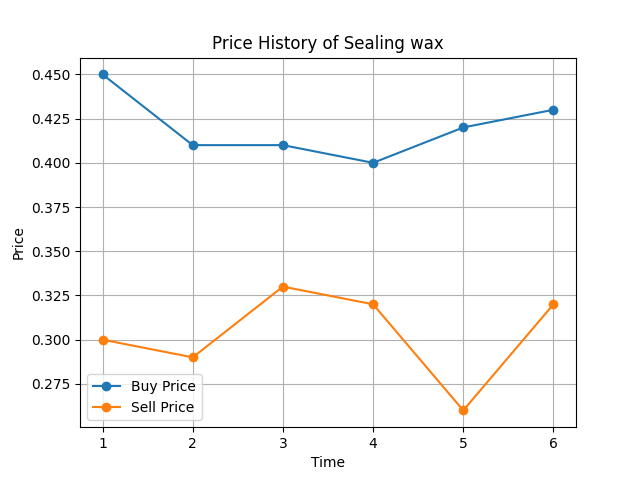 Price History of Sealing wax
0.450
0.425
0.400
0.375
0.350
0.325
0.300
0.275
Price
Buy Price
Sell Price
1 2 3 4 5 6
Time